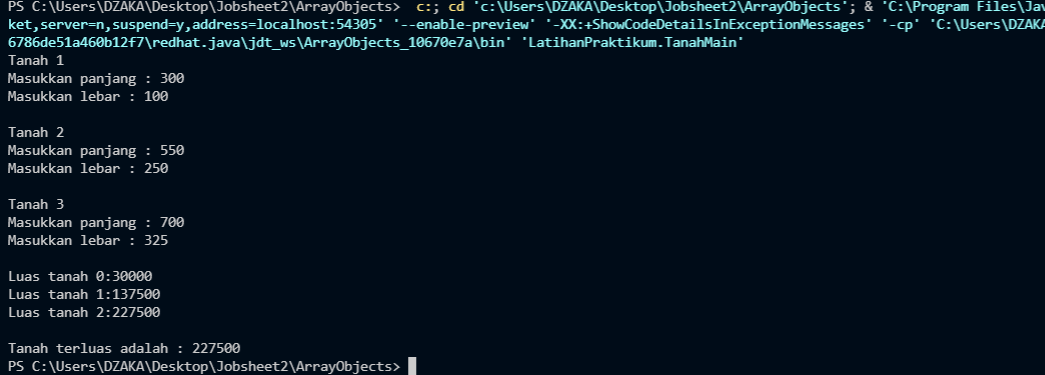 PS C:\Users\DZAKA\Desktop\Jobsheet2\ArrayObjects>  c:; cd 'c:\Users\DZAKA\Desktop\Jobsheet2\ArrayObjects'; & 'C:\Program Files\Jav
ket,server=n,suspend=y,address=localhost:54305' '--enable-preview' '-XX:+ShowCodeDetailsInExceptionMessages' '-cp' 'C:\Users\DZAKA
6786de51a460b12f7\redhat.java\jdt_ws\ArrayObjects_10670e7a\bin' 'LatihanPraktikum.TanahMain'
Tanah 1
Masukkan panjang : 300
Masukkan lebar : 100
Tanah 2
Masukkan panjang : 550
Masukkan lebar : 250
Tanah 3
Masukkan panjang : 700
Masukkan lebar : 325
Luas tanah 0:30000
Luas tanah 1:137500
Luas tanah 2:227500
Tanah terluas adalah : 227500
PS C:\Users\DZAKA\Desktop\Jobsheet2\ArrayObjects>